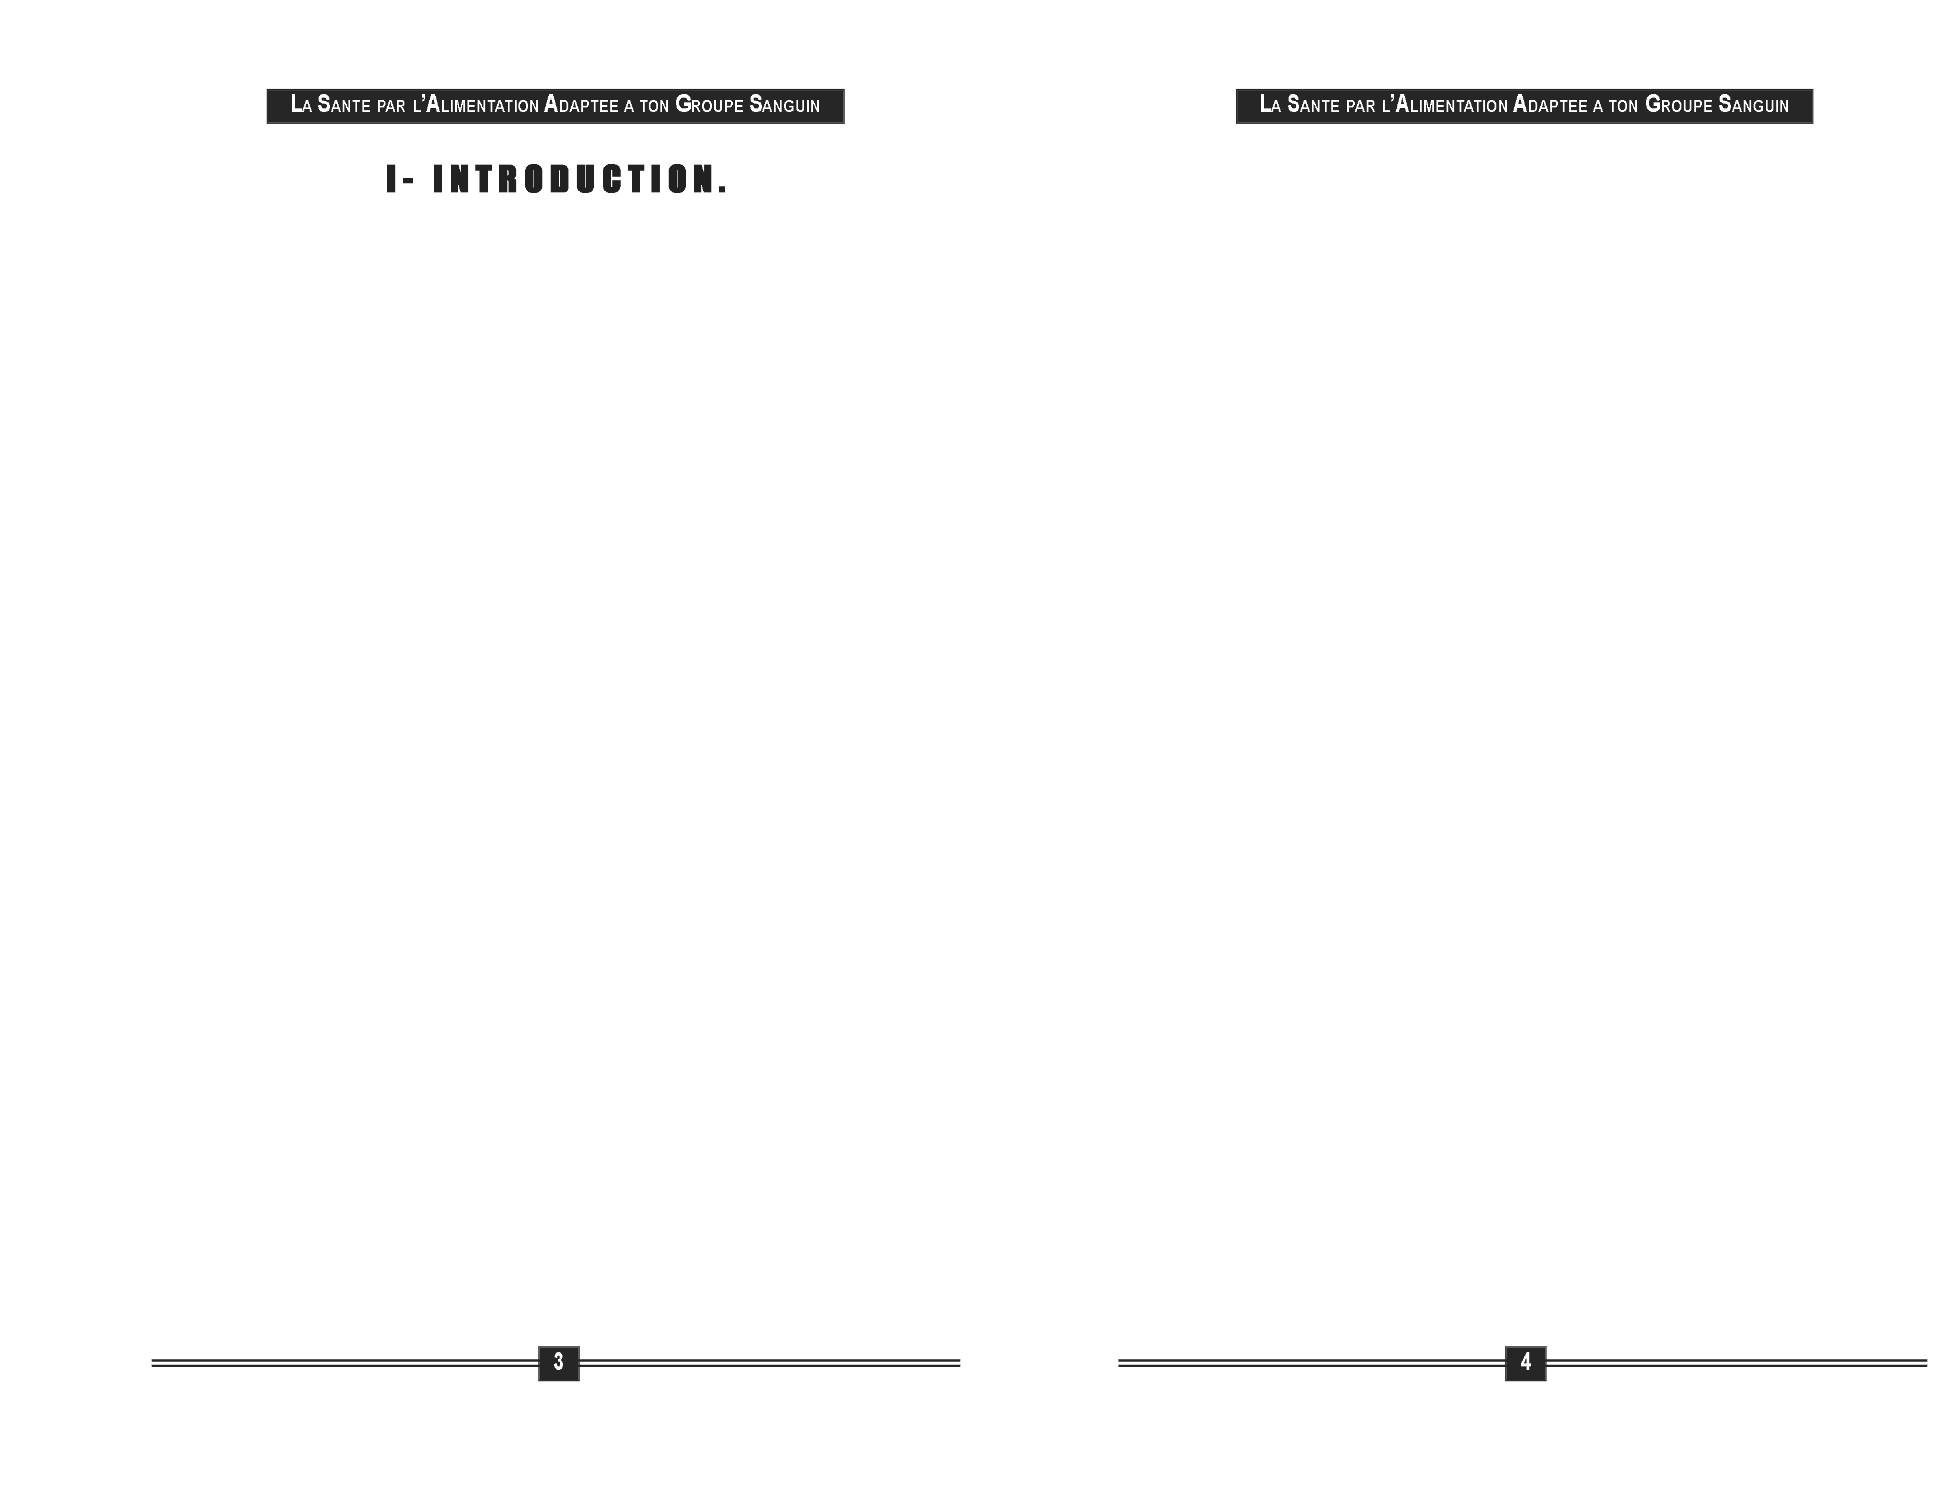 LA SANTE PAR L'ALIMENTATION ADAPTEE A TON GROUPE SANGUIN
I- INTRODUCTION.
3
LA SANTE PAR L'ALIMENTATION ADAPTEE A TON GROUPE SANGUIN
4